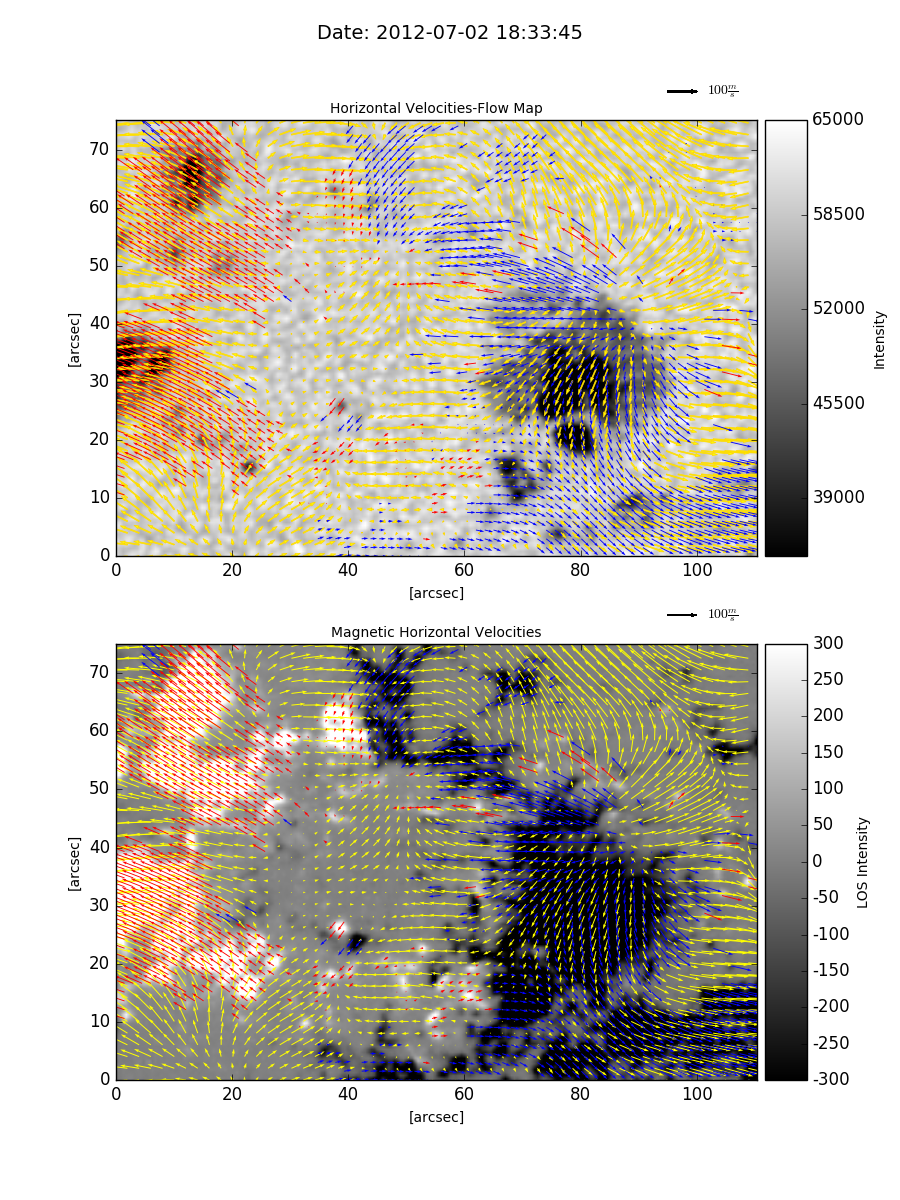 Date: 2012-07-02 18:33:45
100 m/s
Horizontal Velocities-Flow Map
70
60
50
40
30
20
10
0
[arcsec]
0 20 40 60 80 100
[arcsec]
65000
58500
52000
45500
39000
Intensity
100 m/s
Magnetic Horizontal Velocities
70
60
50
40
30
20
10
0
[arcsec]
0 20 40 60 80 100
[arcsec]
300
250
200
150
100
50
0
-50
-100
-150
-200
-250
-300
LOS Intensity